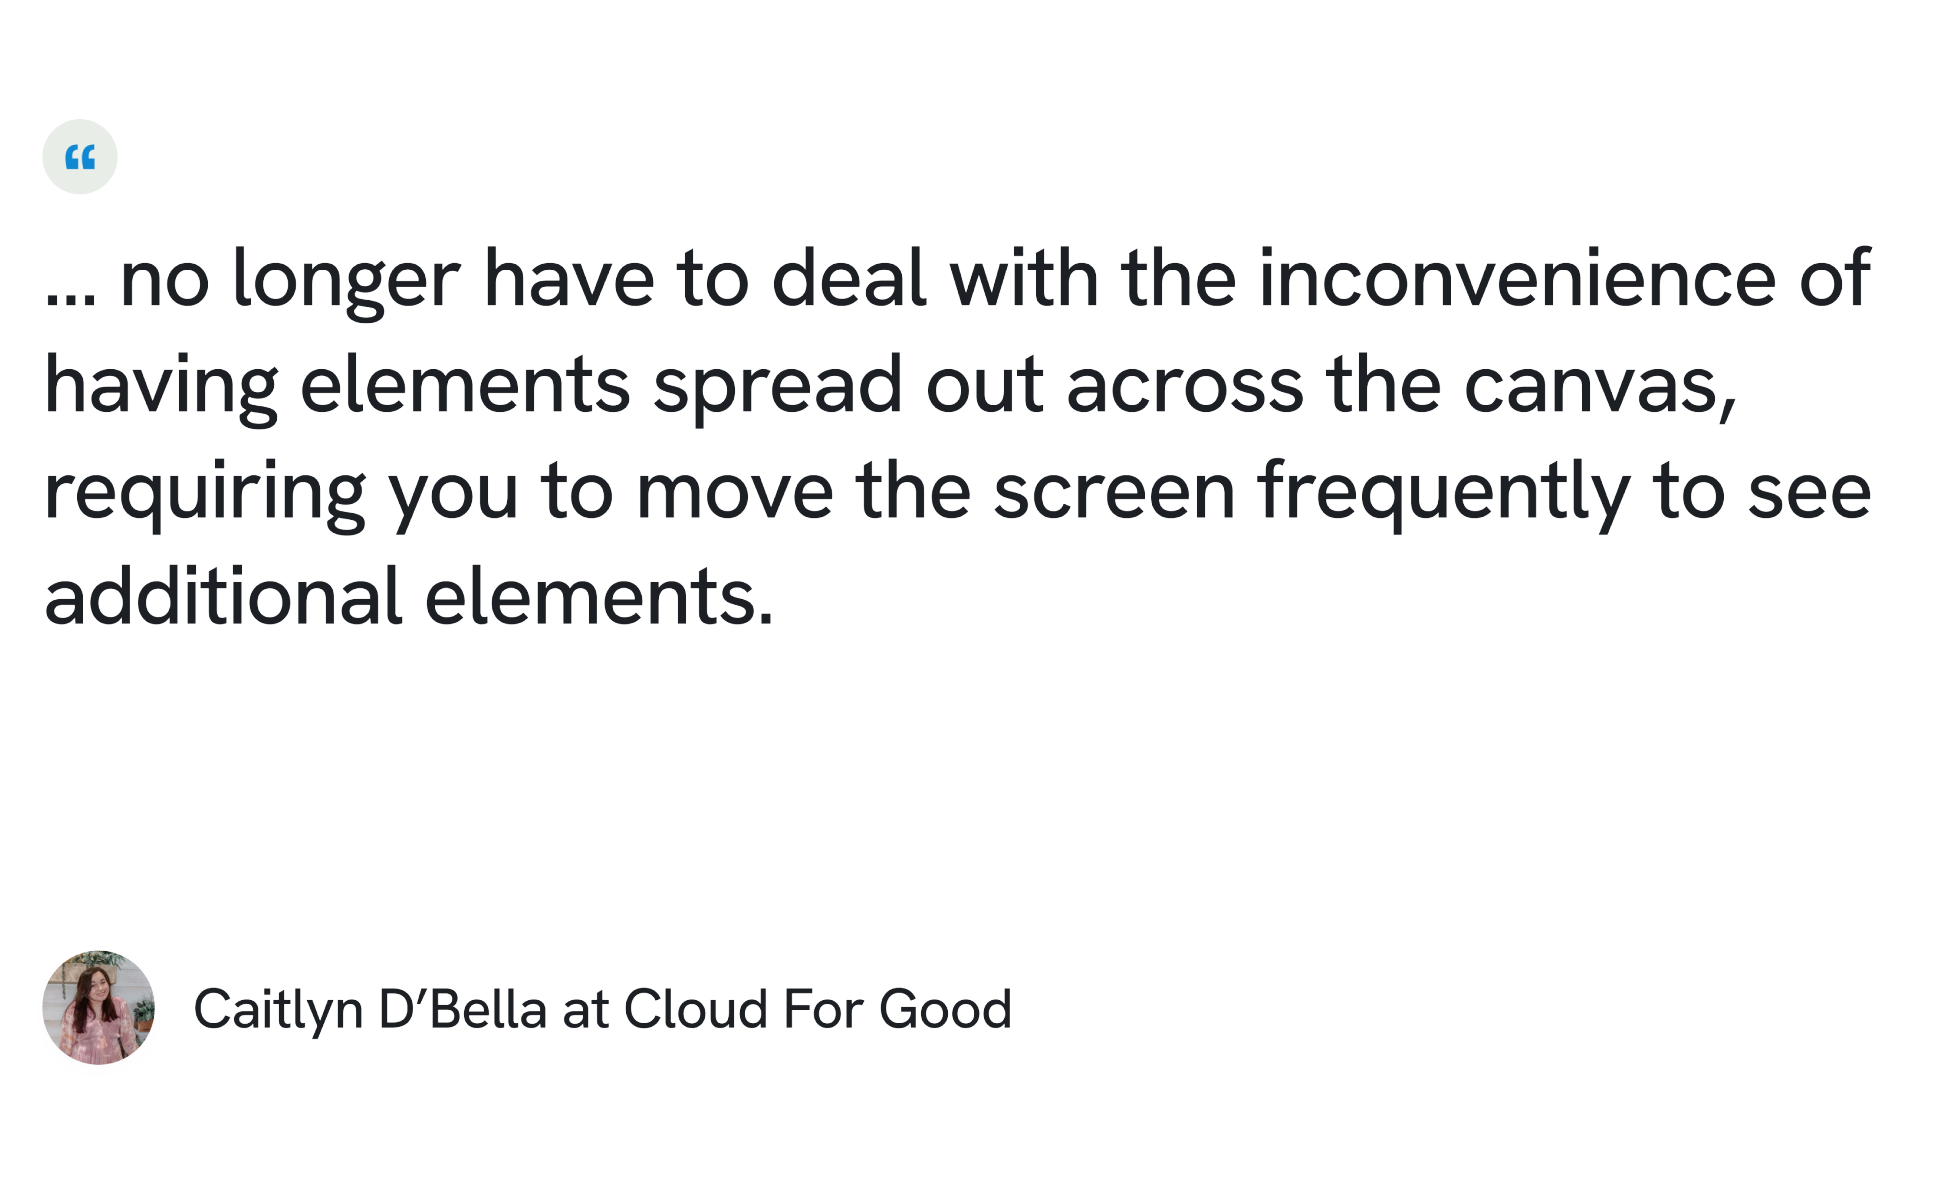 “
... no longer have to deal with the inconvenience of
having elements spread out across the canvas,
requiring you to move the screen frequently to see
additional elements.
Caitlyn D’Bella at Cloud For Good